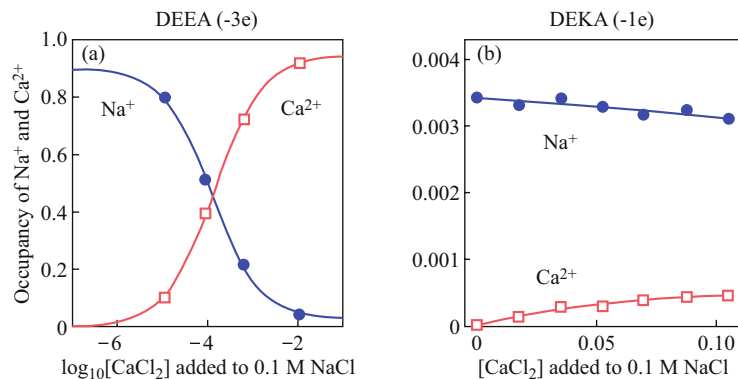 DEEA (-3e)
DEKA (-1e)
Occupancy of Na⁺ and Ca²⁺
1.0
0.8
0.6
0.4
0.2
0
(a)
Na⁺
Ca²⁺
−6
−4
−2
log₁₀[CaCl₂] added to 0.1 M NaCl
0.004
0.003
0.002
0.001
0
(b)
Na⁺
Ca²⁺
0
0.05
0.10
[CaCl₂] added to 0.1 M NaCl